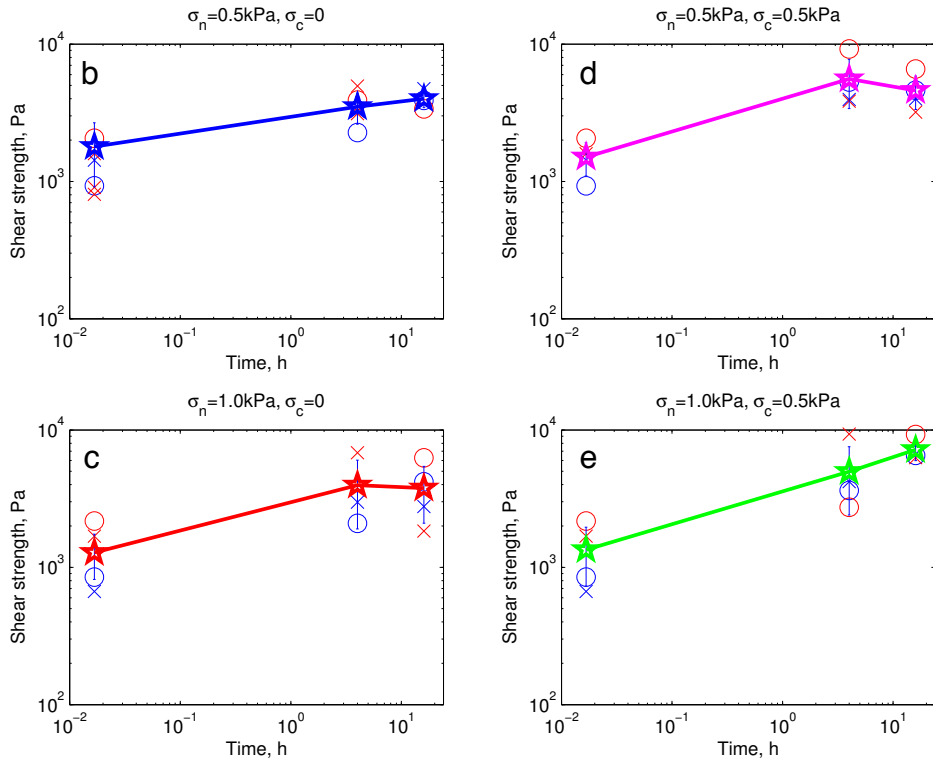 σn=0.5kPa, σc=0
b
10^4
10^3
10^2
Shear strength, Pa
10^-2 10^-1 10^0 10^1
Time, h
σn=0.5kPa, σc=0.5kPa
d
10^4
10^3
10^2
Shear strength, Pa
10^-2 10^-1 10^0 10^1
Time, h
σn=1.0kPa, σc=0
c
10^4
10^3
10^2
Shear strength, Pa
10^-2 10^-1 10^0 10^1
Time, h
σn=1.0kPa, σc=0.5kPa
e
10^4
10^3
10^2
Shear strength, Pa
10^-2 10^-1 10^0 10^1
Time, h